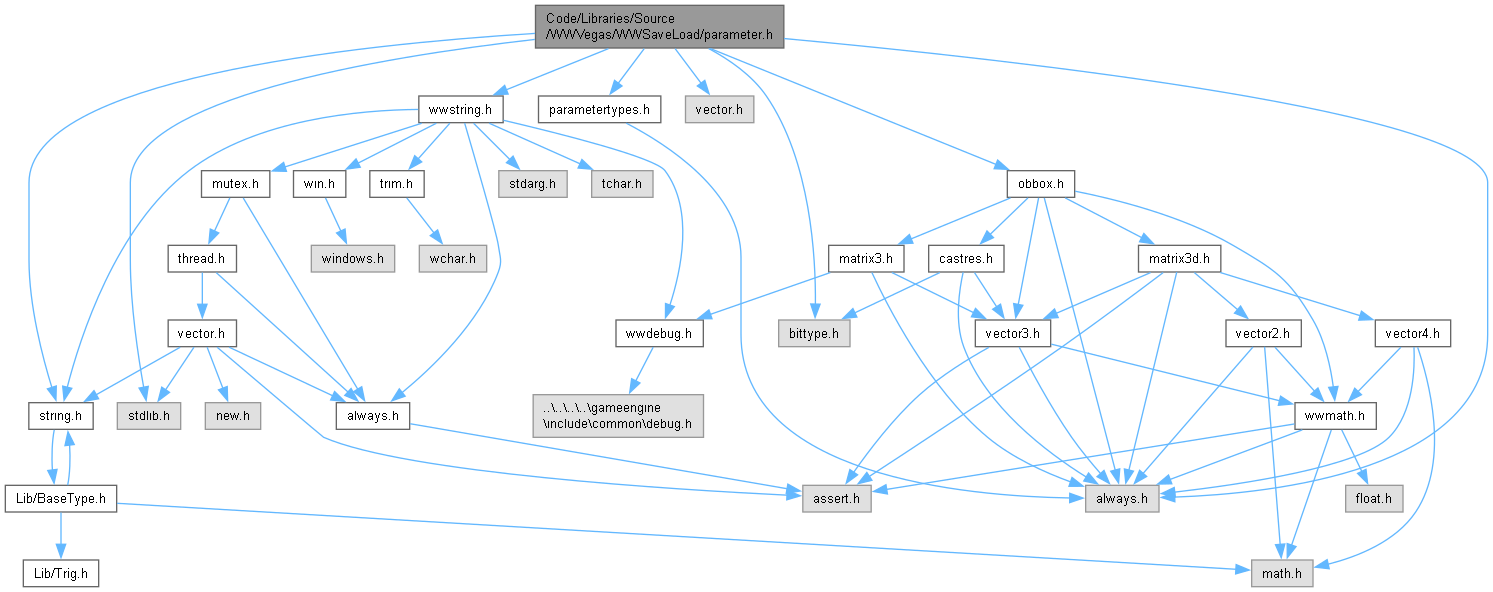 Code/Libraries/Source
/WWVegas/WWSaveLoad/parameter.h
wwstring.h
parametertypes.h
vector.h
mutex.h
win.h
trim.h
stdarg.h
tchar.h
obbox.h
thread.h
windows.h
wchar.h
matrix3.h
castres.h
matrix3d.h
vector.h
wwdebug.h
bittype.h
vector3.h
vector2.h
vector4.h
string.h
stdlib.h
new.h
always.h
..\..\..\..\gameengine
\include\common\debug.h
wwmath.h
Lib/BaseType.h
assert.h
always.h
float.h
Lib/Trig.h
math.h